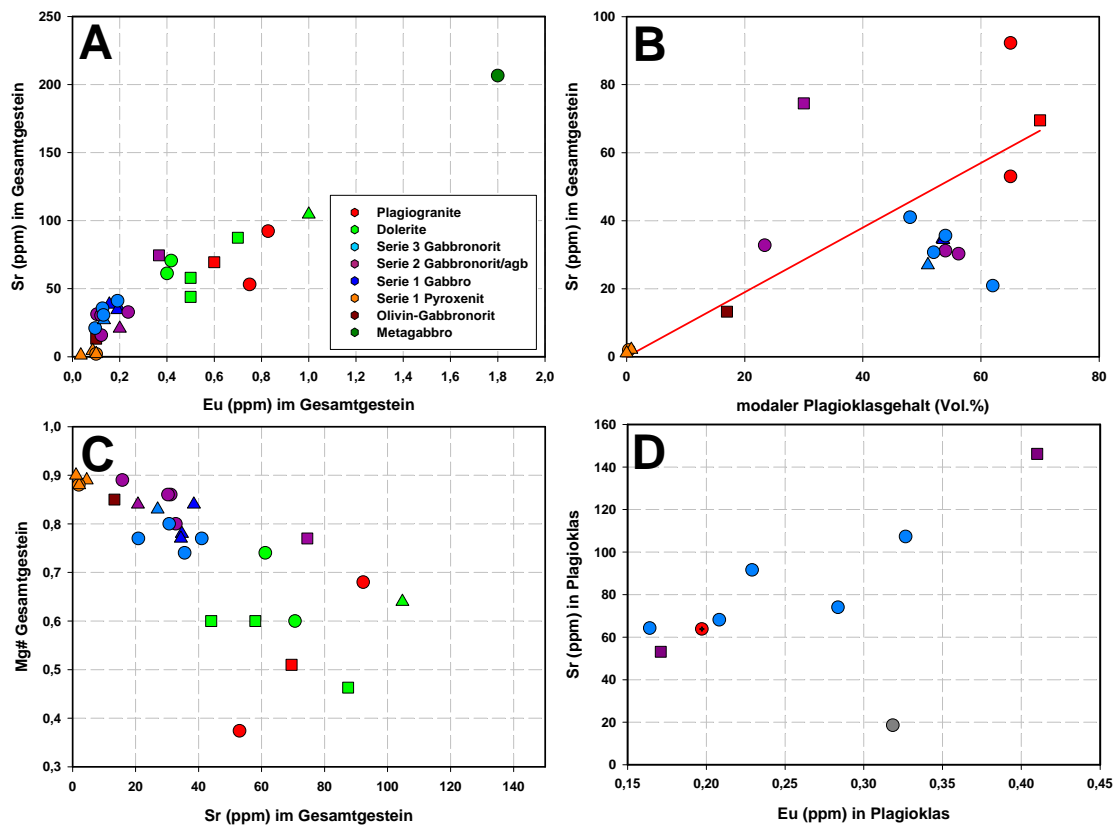 A
Sr (ppm) im Gesamtgestein
250
200
150
100
50
0
0,0 0,2 0,4 0,6 0,8 1,0 1,2 1,4 1,6 1,8 2,0
Eu (ppm) im Gesamtgestein
Plagiogranite
Dolerite
Serie 3 Gabbronorit
Serie 2 Gabbronorit/agb
Serie 1 Gabbro
Serie 1 Pyroxenit
Olivin-Gabbronorit
Metagabbro
B
Sr (ppm) im Gesamtgestein
100
80
60
40
20
0
0 20 40 60 80
modaler Plagioklasgehalt (Vol.%)
C
Mg# Gesamtgestein
1,0
0,9
0,8
0,7
0,6
0,5
0,4
0,3
0 20 40 60 80 100 120 140
Sr (ppm) im Gesamtgestein
D
Sr (ppm) in Plagioklas
160
140
120
100
80
60
40
20
0
0,15 0,20 0,25 0,30 0,35 0,40 0,45
Eu (ppm) in Plagioklas